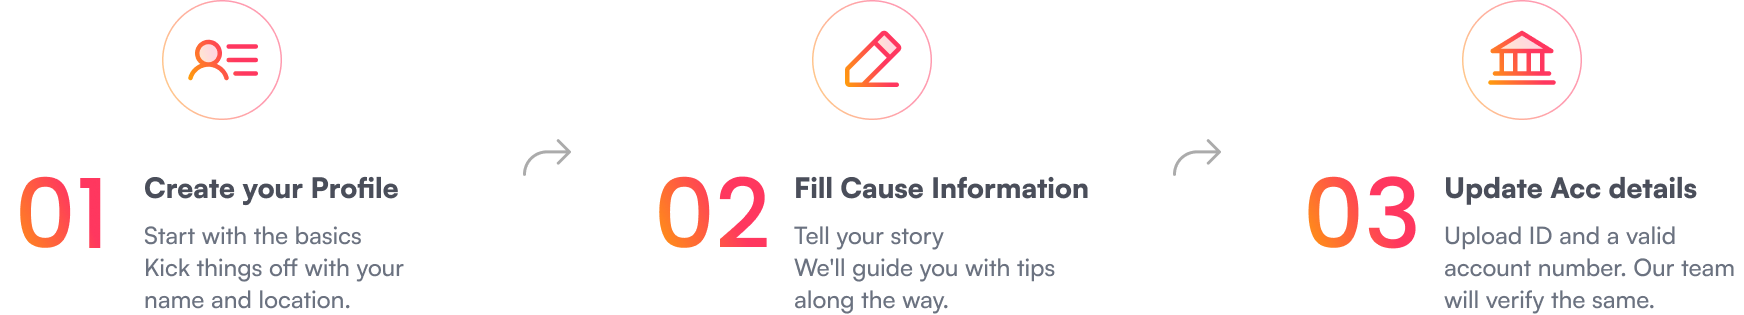 01
Create your Profile
Start with the basics
Kick things off with your
name and location.
02
Fill Cause Information
Tell your story
We'll guide you with tips
along the way.
03
Update Acc details
Upload ID and a valid
account number. Our team
will verify the same.